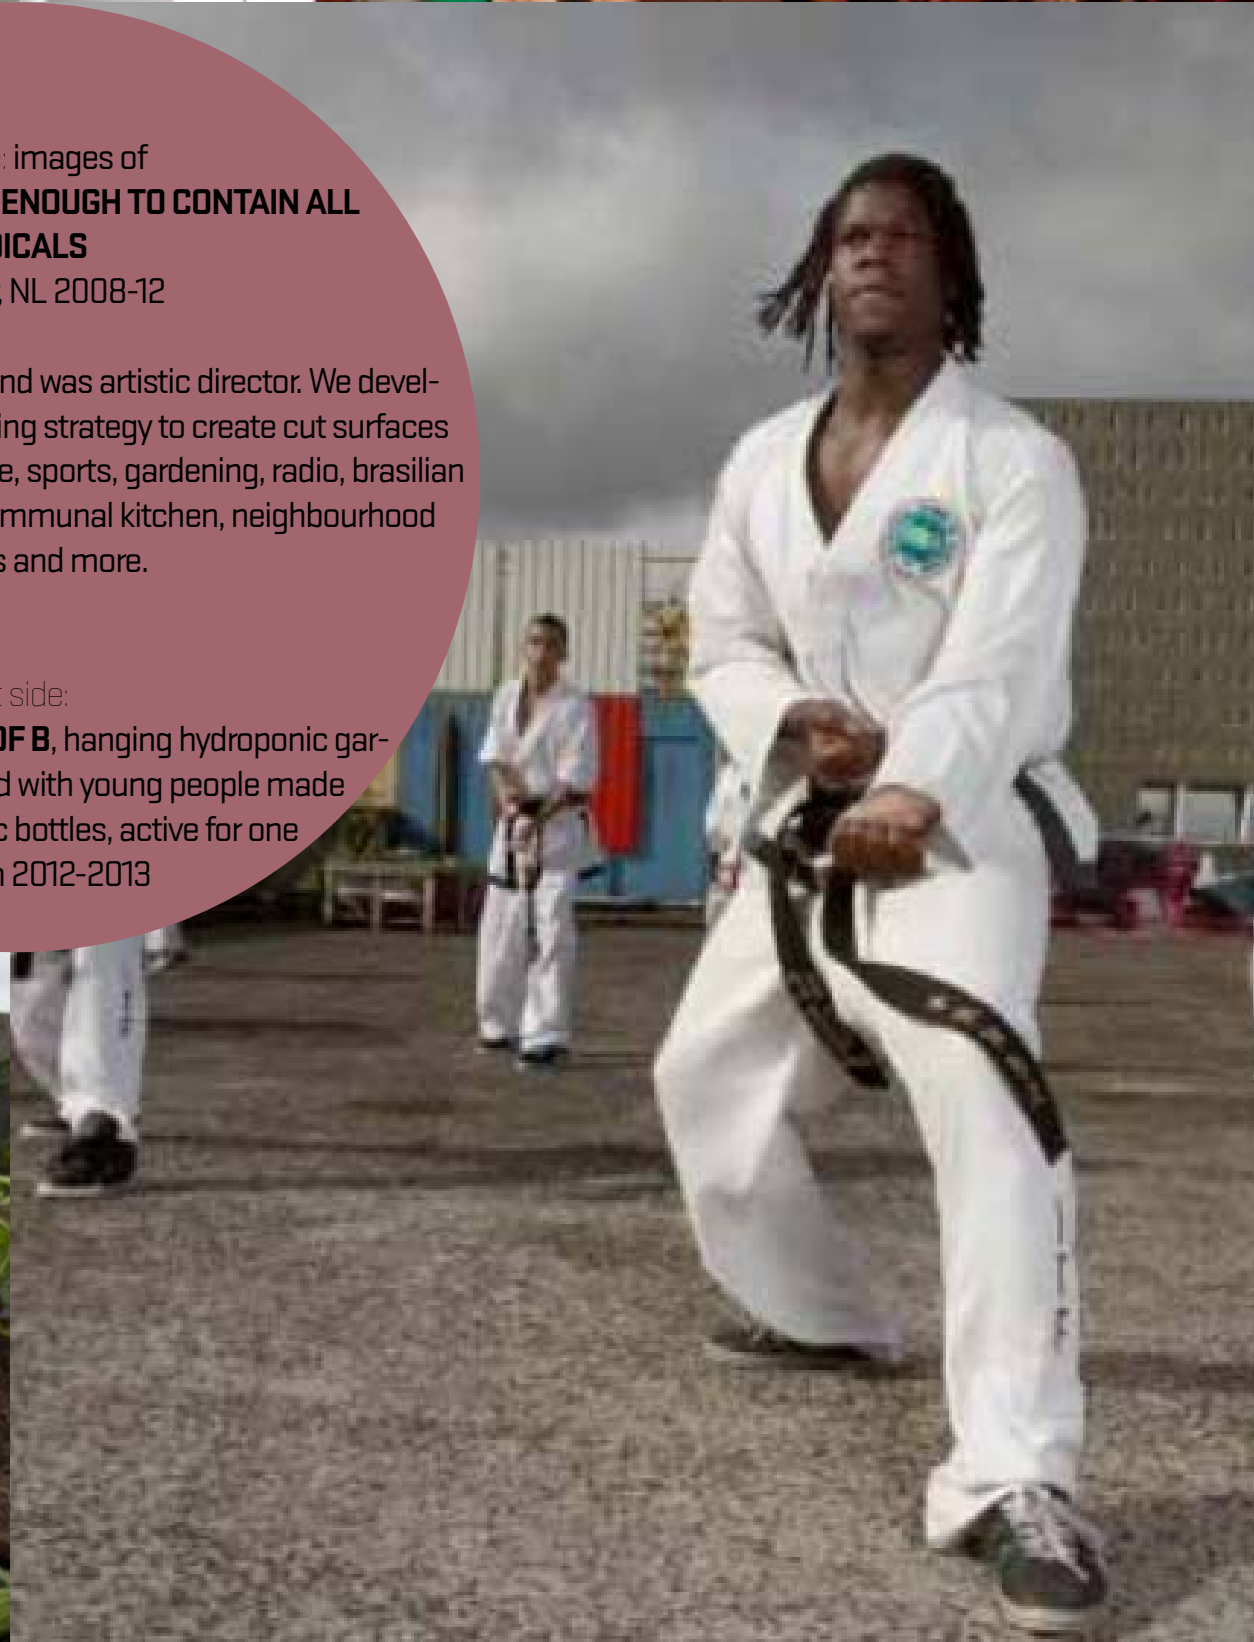 : images of
ENOUGH TO CONTAIN ALL
DICALS
, NL 2008-12
nd was artistic director. We devel-
ing strategy to create cut surfaces
e, sports, gardening, radio, brasilian
mmunal kitchen, neighbourhood
s and more.
t side:
OF B, hanging hydroponic gar-
d with young people made
c bottles, active for one
n 2012-2013